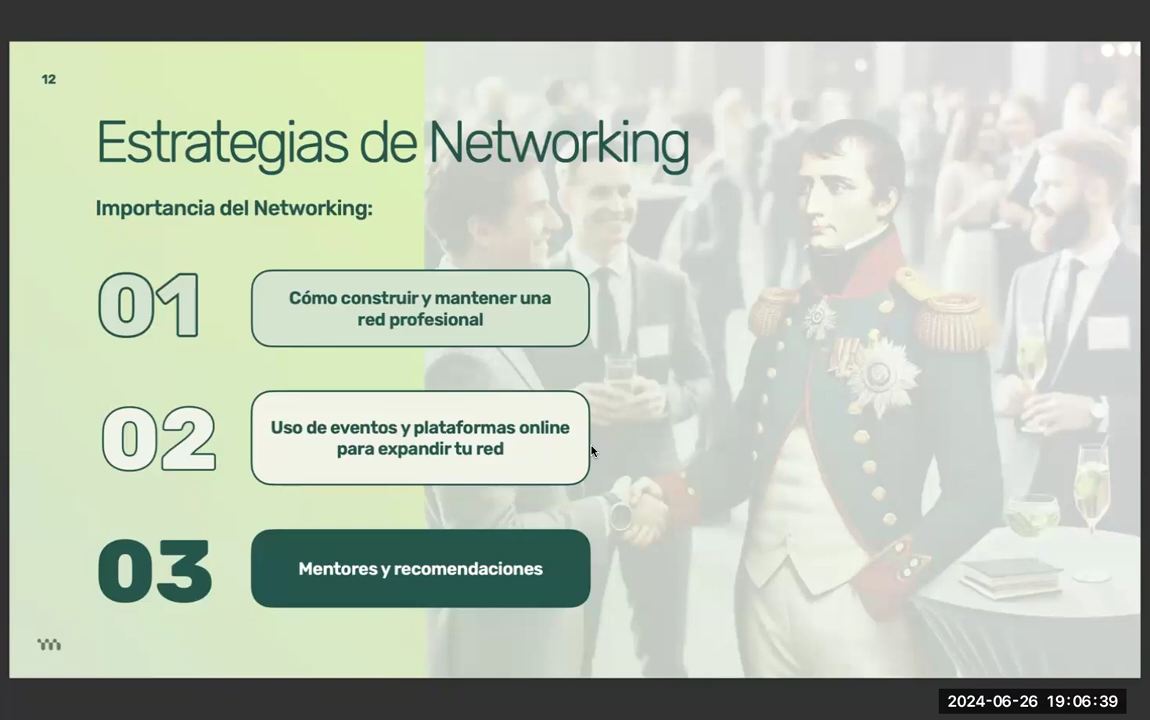 12
Estrategias de Networking
Importancia del Networking:
01
Cómo construir y mantener una
red profesional
02
Uso de eventos y plataformas online
para expandir tu red
03
Mentores y recomendaciones
2024-06-26 19:06:39